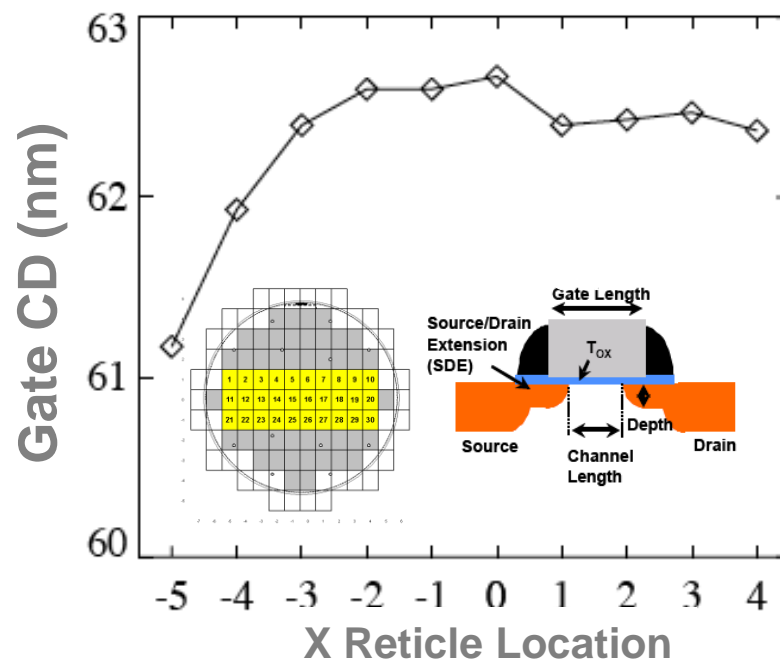 63
62
61
60
Gate CD (nm)
-5 -4 -3 -2 -1 0 1 2 3 4
X Reticle Location
1 2 3 4 5 6 7 8 9 10
11 12 13 14 15 16 17 18 19 20
21 22 23 24 25 26 27 28 29 30
Gate Length
Source/Drain
Extension
(SDE)
Tox
Depth
Source
Channel
Length
Drain